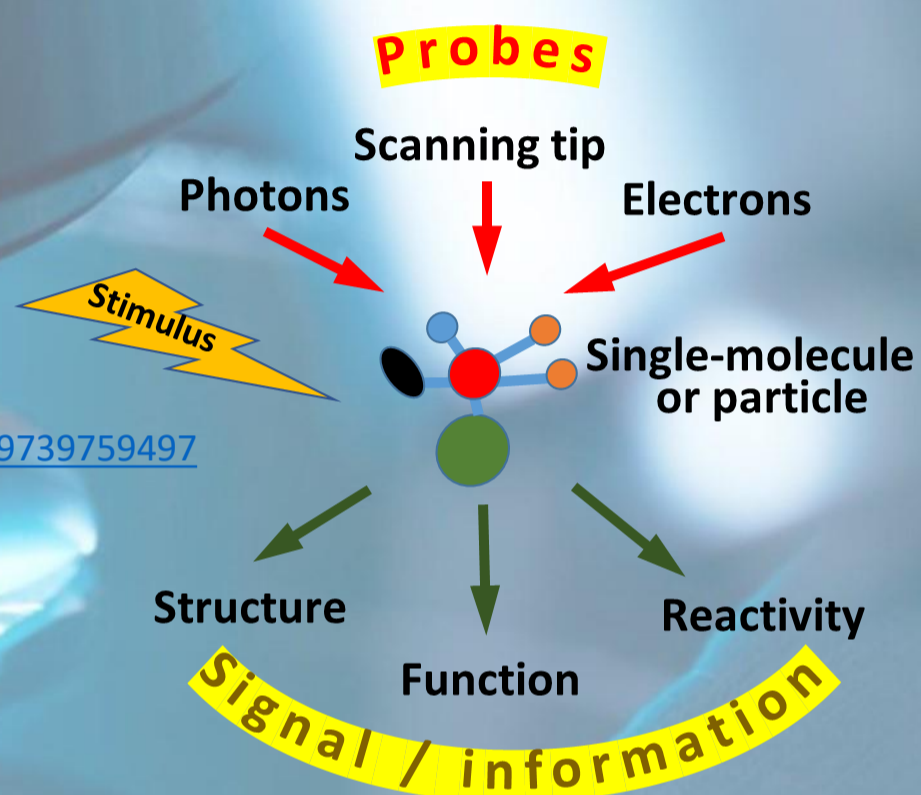 Probes
Scanning tip
Photons
Electrons
Stimulus
Single-molecule
or particle
9739759497
Structure
Reactivity
Function
Signal / information